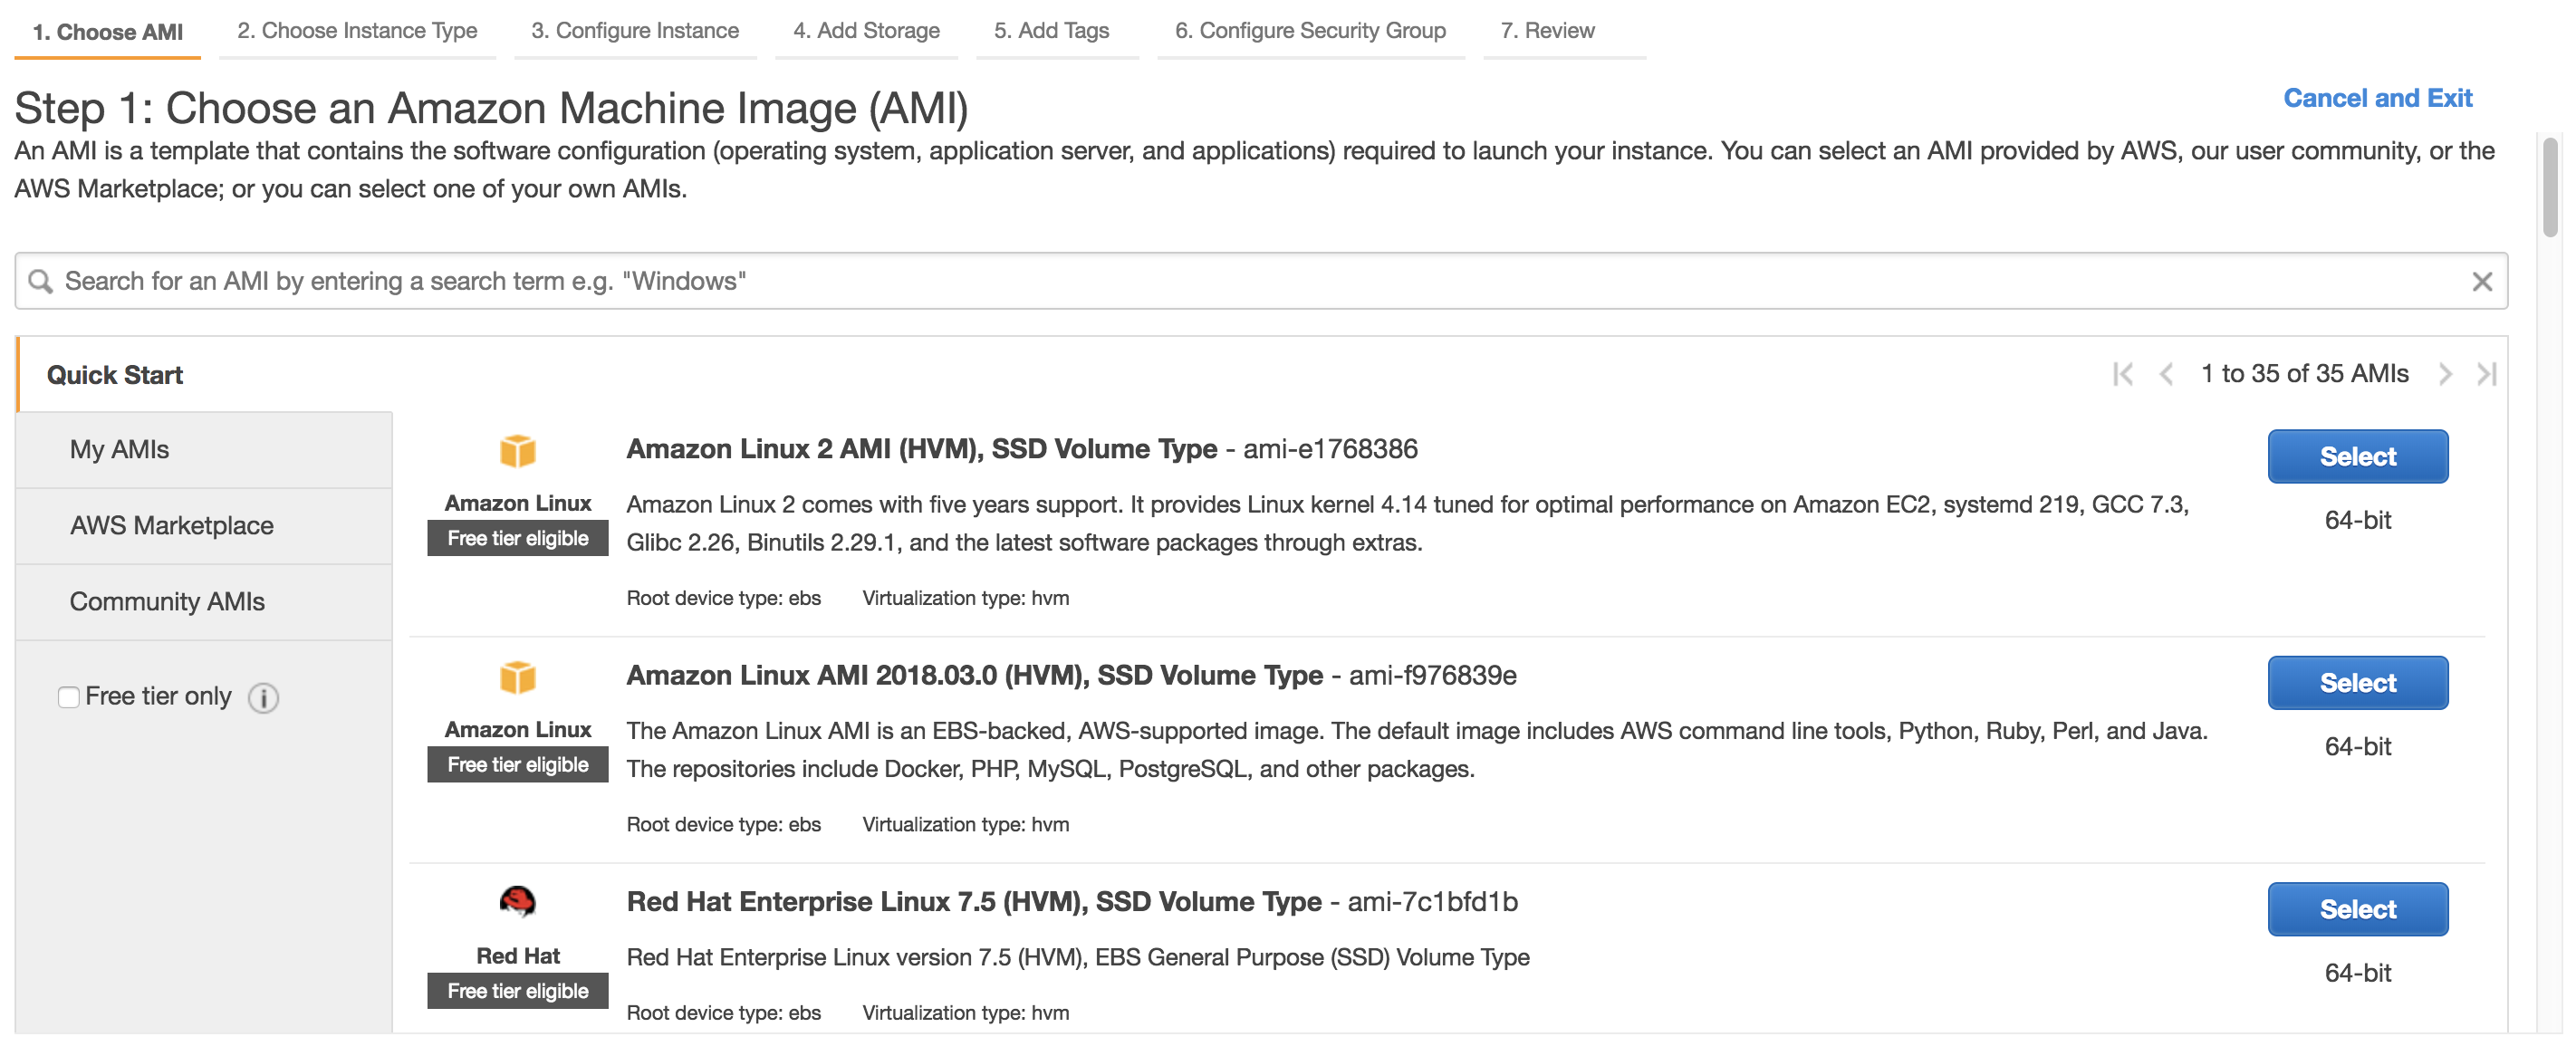 1. Choose AMI 2. Choose Instance Type 3. Configure Instance 4. Add Storage 5. Add Tags 6. Configure Security Group 7. Review
Step 1: Choose an Amazon Machine Image (AMI)
Cancel and Exit
An AMI is a template that contains the software configuration (operating system, application server, and applications) required to launch your instance. You can select an AMI provided by AWS, our user community, or the
AWS Marketplace; or you can select one of your own AMIs.
Search for an AMI by entering a search term e.g. "Windows"
Quick Start
My AMIs
AWS Marketplace
Community AMIs
Free tier only
1 to 35 of 35 AMIs
Amazon Linux
Free tier eligible
Amazon Linux 2 AMI (HVM), SSD Volume Type - ami-e1768386
Amazon Linux 2 comes with five years support. It provides Linux kernel 4.14 tuned for optimal performance on Amazon EC2, systemd 219, GCC 7.3,
Glibc 2.26, Binutils 2.29.1, and the latest software packages through extras.
Root device type: ebs Virtualization type: hvm
Select
64-bit
Amazon Linux
Free tier eligible
Amazon Linux AMI 2018.03.0 (HVM), SSD Volume Type - ami-f976839e
The Amazon Linux AMI is an EBS-backed, AWS-supported image. The default image includes AWS command line tools, Python, Ruby, Perl, and Java.
The repositories include Docker, PHP, MySQL, PostgreSQL, and other packages.
Root device type: ebs Virtualization type: hvm
Select
64-bit
Red Hat
Free tier eligible
Red Hat Enterprise Linux 7.5 (HVM), SSD Volume Type - ami-7c1bfd1b
Red Hat Enterprise Linux version 7.5 (HVM), EBS General Purpose (SSD) Volume Type
Root device type: ebs Virtualization type: hvm
Select
64-bit